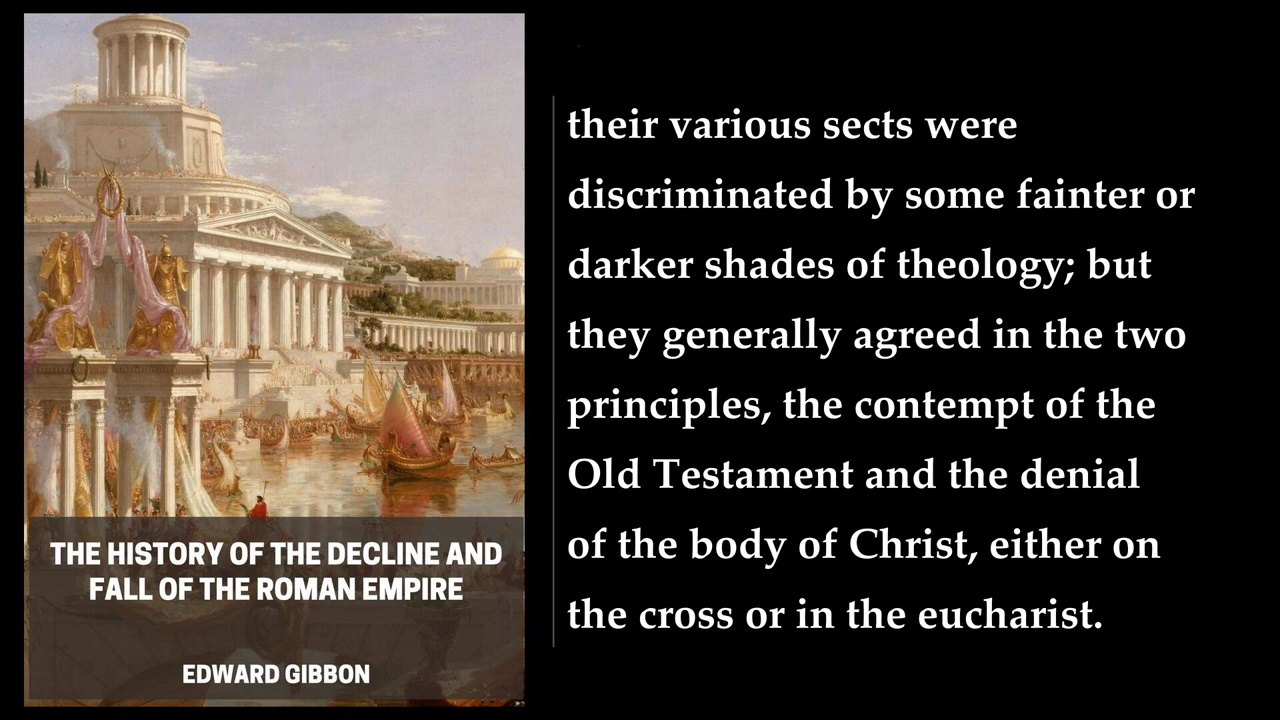 THE HISTORY OF THE DECLINE AND
FALL OF THE ROMAN EMPIRE
EDWARD GIBBON
their various sects were
discriminated by some fainter or
darker shades of theology; but
they generally agreed in the two
principles, the contempt of the
Old Testament and the denial
of the body of Christ, either on
the cross or in the eucharist.